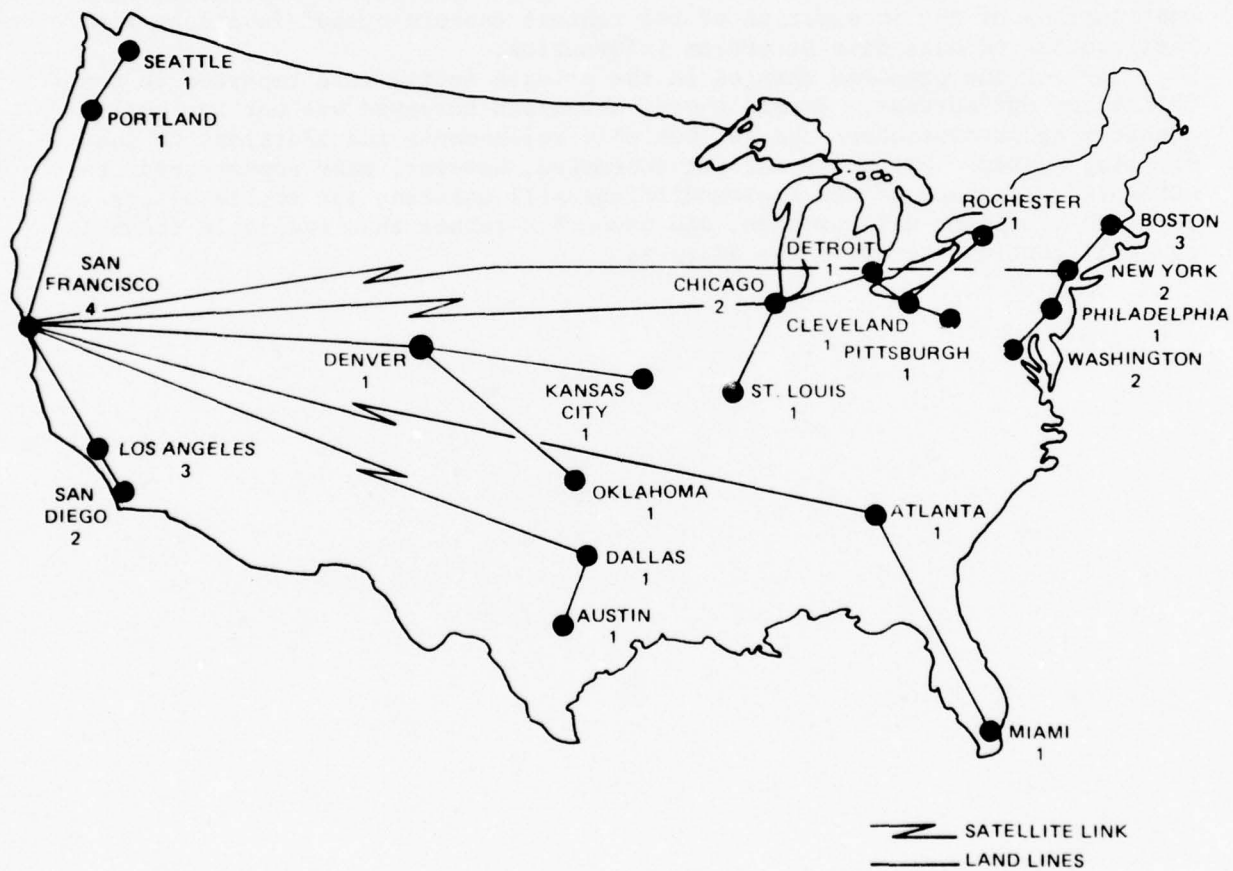 SEATTLE
1
PORTLAND
1
ROCHESTER
1
BOSTON
3
DETROIT
1
SAN
FRANCISCO
4
NEW YORK
2
CHICAGO
2
PHILADELPHIA
1
CLEVELAND
1
PITTSBURGH
1
WASHINGTON
2
DENVER
1
KANSAS
CITY
1
ST. LOUIS
1
LOS ANGELES
3
SAN
DIEGO
2
OKLAHOMA
1
ATLANTA
1
DALLAS
1
AUSTIN
1
MIAMI
1
SATELLITE LINK
LAND LINES